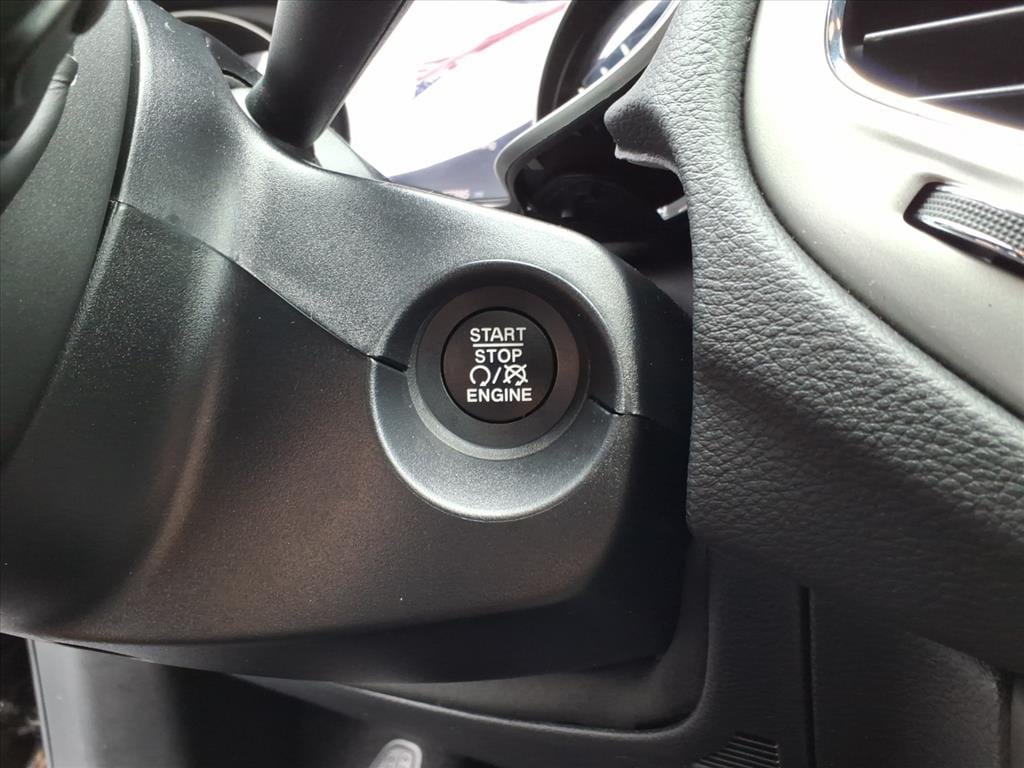 START
STOP
/
ENGINE